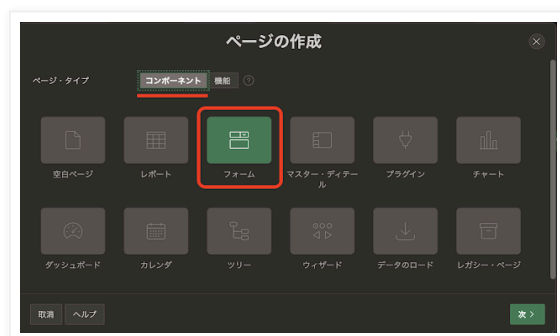 ページの作成
ページ・タイプ
コンポーネント 機能
空白ページ
レポート
フォーム
マスター・ディテー
ル
プラグイン
チャート
ダッシュボード
カレンダ
ツリー
ウィザード
データのロード
レガシー・ページ
取消 ヘルプ
次